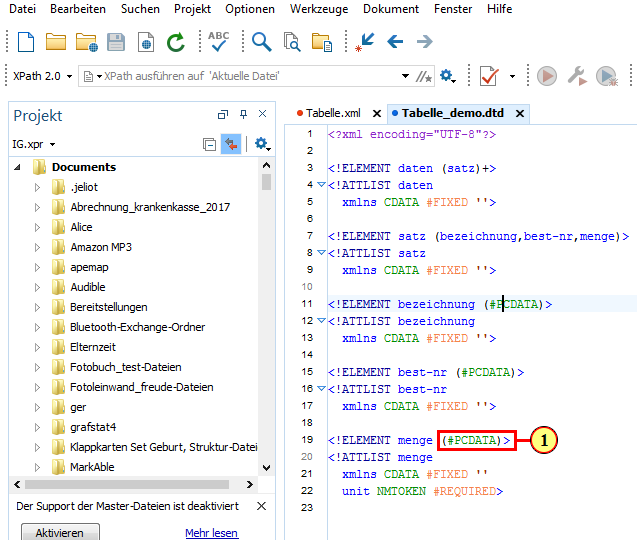 Datei Bearbeiten Suchen Projekt Optionen Werkzeuge Dokument Fenster Hilfe
ABC
XPath 2.0 XPath ausführen auf 'Aktuelle Datei'
Projekt
IG.xpr
Documents
.jeliot
Abrechnung_krankenkasse_2017
Alice
Amazon MP3
apemap
Audible
Bereitstellungen
Bluetooth-Exchange-Ordner
Elternzeit
Fotobuch_test-Dateien
Fotoleinwand_freude-Dateien
ger
grafstat4
Klappkarten Set Geburt, Struktur-Datei
MarkAble
Der Support der Master-Dateien ist deaktiviert
Aktivieren Mehr lesen
Tabelle.xml Tabelle_demo.dtd
1 <?xml encoding="UTF-8"?>
2
3 <!ELEMENT daten (satz)+>
4 <!ATTLIST daten
5 xmlns CDATA #FIXED ''>
6
7 <!ELEMENT satz (bezeichnung,best-nr,menge)>
8 <!ATTLIST satz
9 xmlns CDATA #FIXED ''>
10
11 <!ELEMENT bezeichnung (#PCDATA)>
12 <!ATTLIST bezeichnung
13 xmlns CDATA #FIXED ''>
14
15 <!ELEMENT best-nr (#PCDATA)>
16 <!ATTLIST best-nr
17 xmlns CDATA #FIXED ''>
18
19 <!ELEMENT menge (#PCDATA)> 1
20 <!ATTLIST menge
21 xmlns CDATA #FIXED ''
22 unit NMTOKEN #REQUIRED>
23